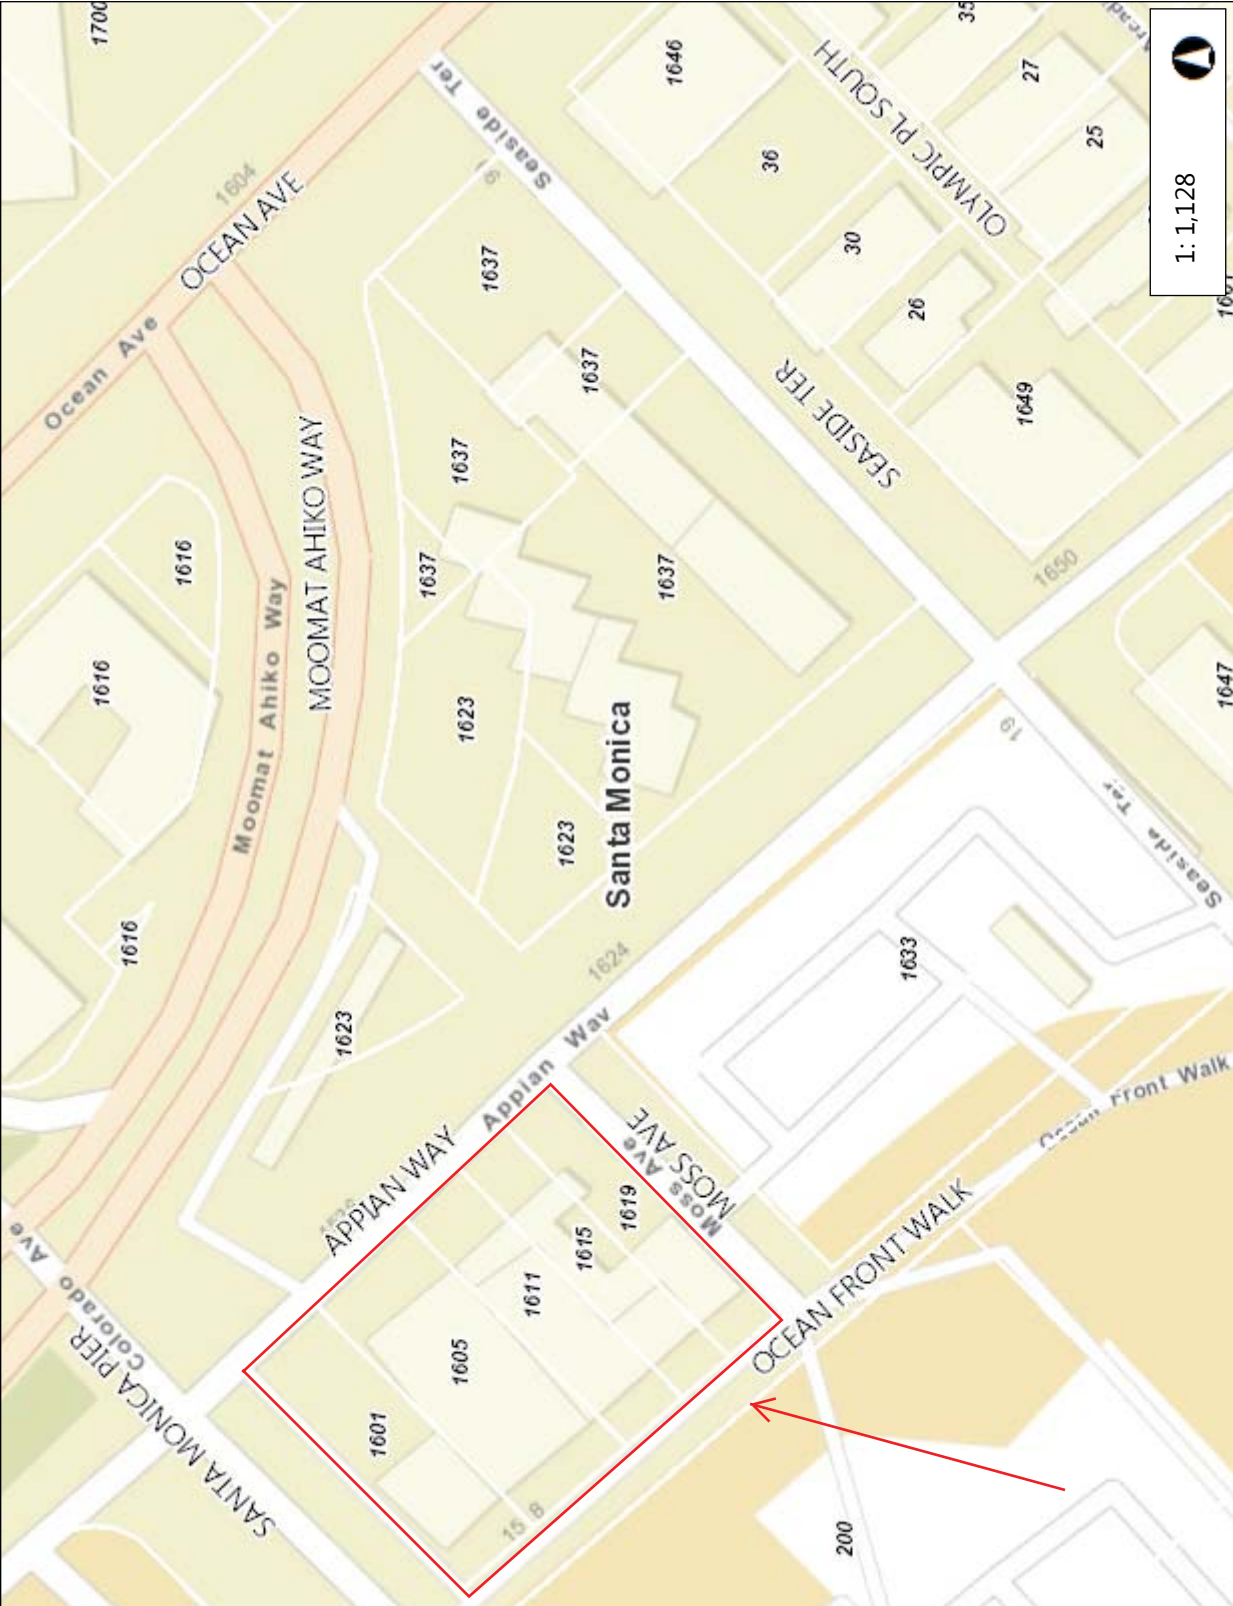 1700
1604
OCEAN AVE
Ocean Ave
Seaside Ter
1646
OLYMPIC PL SOUTH
35
27
25
36
30
26
1: 1,128
1637
1637
1637
1637
1637
SEASIDE TER
1649
1650
1616
1616
1616
Moomat Ahiko Way
MOOMAT AHIKO WAY
1623
1623
1623
Santa Monica
1624
19
1647
1633
Appian Way
APPIAN WAY
Moss Ave
MOSS AVE
1619
1615
1611
1605
1601
OCEAN FRONT WALK
Front Walk
Colorado Ave
SANTA MONICA PIER
15 8
200